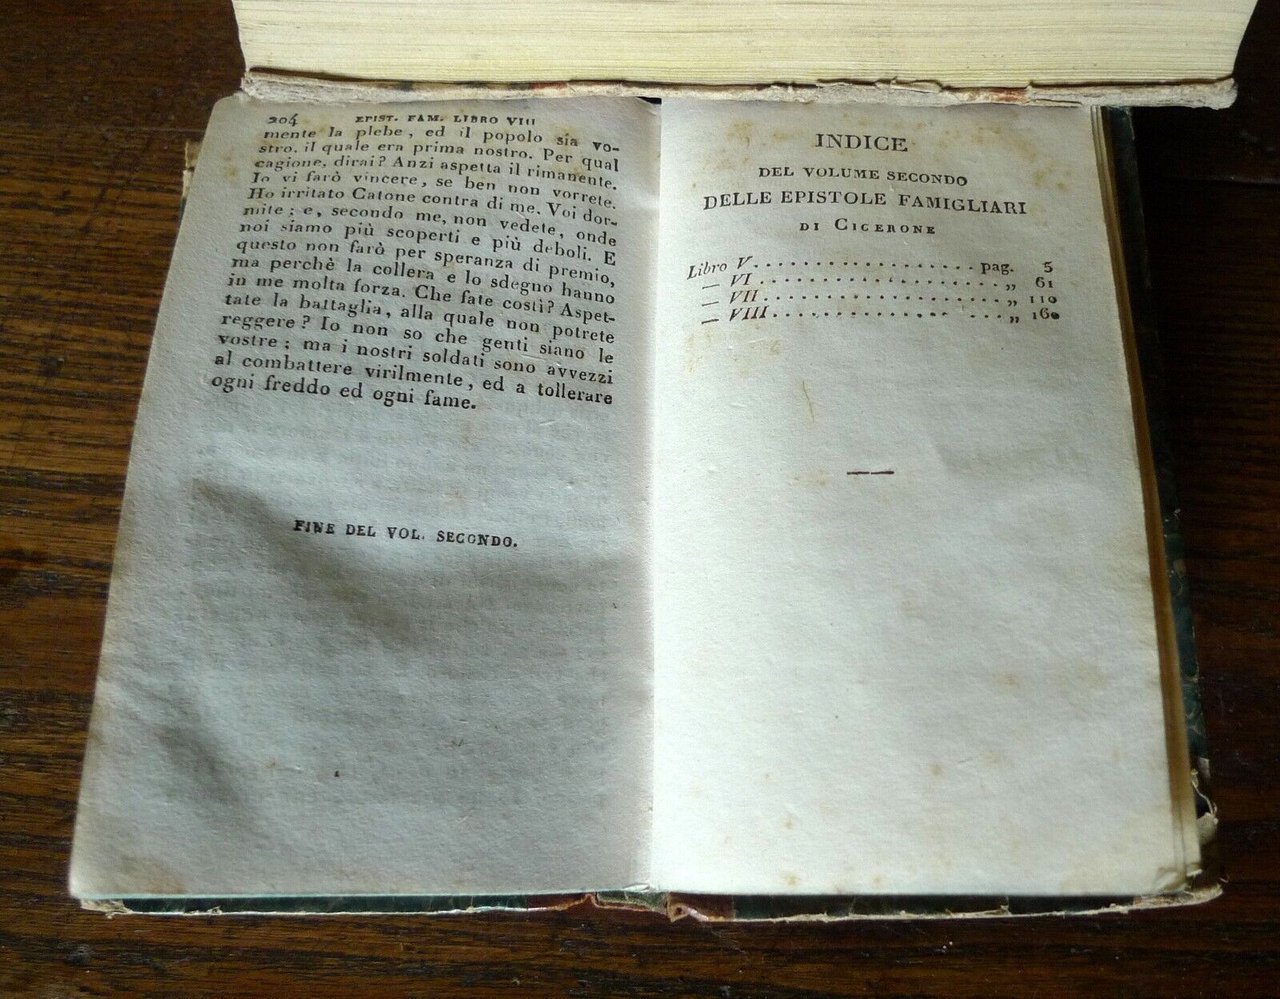 204 EPIST. FAM. LIBRO VIII
mente la plebe, ed il popolo sia vo-
stro, il quale era prima nostro. Per qual
cagione, dirai? Anzi aspetta il rimanente.
Io vi farò vincere, se ben non vorrete.
Ho irritato Catone contra di me. Voi dor-
mite; e, secondo me, non vedete, onde
noi siamo più scoperti e più deboli. E
questo non farò per speranza di premio,
ma perchè la collera e lo sdegno hanno
in me molta forza. Che fate costì? Aspet-
tate la battaglia, alla quale non potrete
reggere? Io non so che genti siano le
vostre; ma i nostri soldati sono avvezzi
al combattere virilmente, ed a tollerare
ogni freddo ed ogni fame.
FINE DEL VOL. SECONDO.
INDICE
DEL VOLUME SECONDO
DELLE EPISTOLE FAMIGLIARI
DI CICERONE
Libro V . . . . . . . . . . . . . . . . . . pag. 5
— VI . . . . . . . . . . . . . . . . . . „ 61
— VII . . . . . . . . . . . . . . . . . . „ 110
— VIII . . . . . . . . . . . . . . . . . „ 160